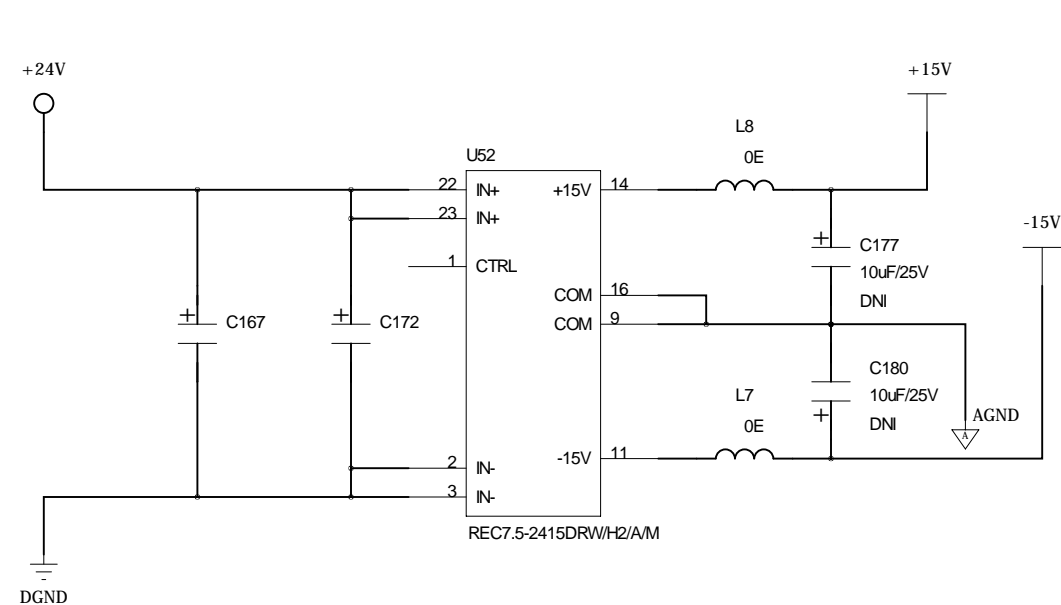 +24V
+15V
L8
0E
U52
22 IN+ +15V 14
23 IN+
-15V
+ C177
1 CTRL
10uF/25V
COM 16
DNI
+ C167
+ C172
COM 9
C180
L7
10uF/25V
0E
+
DNI
AGND
A
-15V 11
2 IN-
3 IN-
REC7.5-2415DRW/H2/A/M
DGND